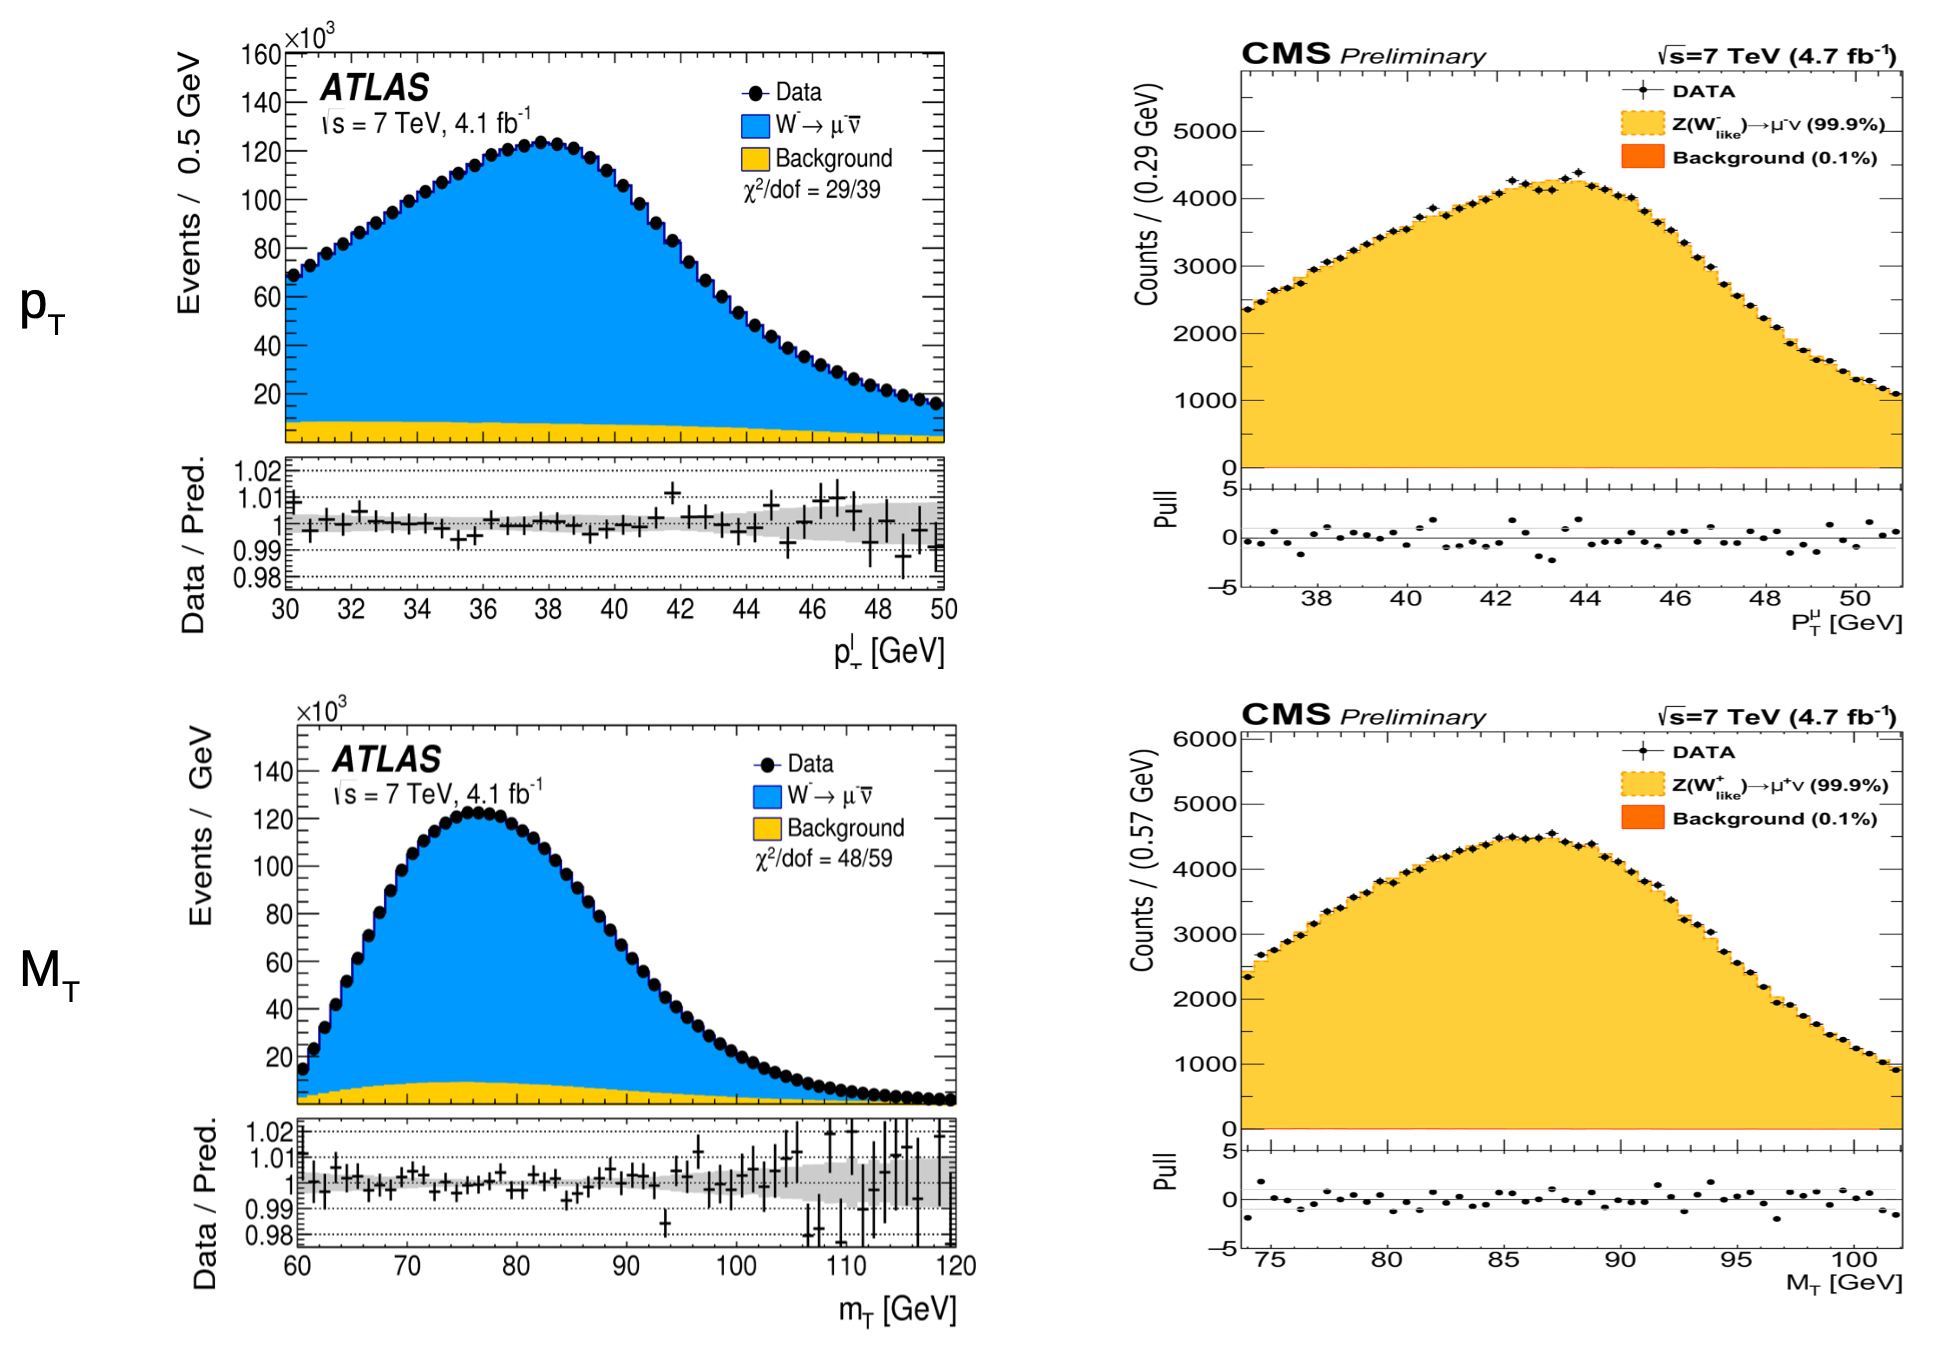 p_T
×10³
160
140
120
100
80
60
40
20
Events / 0.5 GeV
ATLAS
√s = 7 TeV, 4.1 fb⁻¹
Data
W⁻→ μ⁻ν̅
Background
χ²/dof = 29/39
Data / Pred.
1.02
1.01
1
0.99
0.98
30 32 34 36 38 40 42 44 46 48 50
p_T^l [GeV]
CMS Preliminary √s=7 TeV (4.7 fb⁻¹)
Counts / (0.29 GeV)
5000
4000
3000
2000
1000
0
DATA
Z(W⁻_like)→μ⁻ν (99.9%)
Background (0.1%)
Pull
5
0
−5
38 40 42 44 46 48 50
P_T^μ [GeV]
M_T
×10³
140
120
100
80
60
40
20
Events / GeV
ATLAS
√s = 7 TeV, 4.1 fb⁻¹
Data
W⁻→ μ⁻ν̅
Background
χ²/dof = 48/59
Data / Pred.
1.02
1.01
1
0.99
0.98
60 70 80 90 100 110 120
m_T [GeV]
CMS Preliminary √s=7 TeV (4.7 fb⁻¹)
Counts / (0.57 GeV)
6000
5000
4000
3000
2000
1000
0
DATA
Z(W⁺_like)→μ⁺ν (99.9%)
Background (0.1%)
Pull
5
0
−5
75 80 85 90 95 100
M_T [GeV]